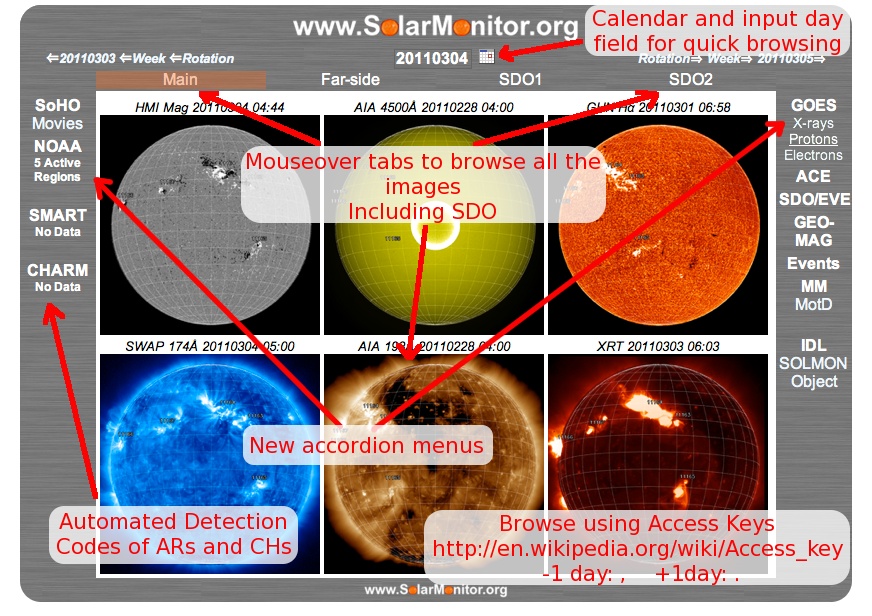 www.SolarMonitor.org
Calendar and input day
field for quick browsing
⇐20110303 ⇐Week ⇐Rotation
20110304
Rotation⇒ Week⇒ 20110305⇒
Main
Far-side
SDO1
SDO2
SoHO
Movies
NOAA
5 Active
Regions
SMART
No Data
CHARM
No Data
HMI Mag 20110304 04:44
AIA 4500Å 20110228 04:00
GHN Hα 20110301 06:58
Mouseover tabs to browse all the
images
Including SDO
SWAP 174Å 20110304 05:00
AIA 193Å 20110228 04:00
XRT 20110303 06:03
New accordion menus
Automated Detection
Codes of ARs and CHs
Browse using Access Keys
http://en.wikipedia.org/wiki/Access_key
-1 day: , +1day: .
GOES
X-rays
Protons
Electrons
ACE
SDO/EVE
GEO-
MAG
Events
MM
MotD
IDL
SOLMON
Object
www.SolarMonitor.org